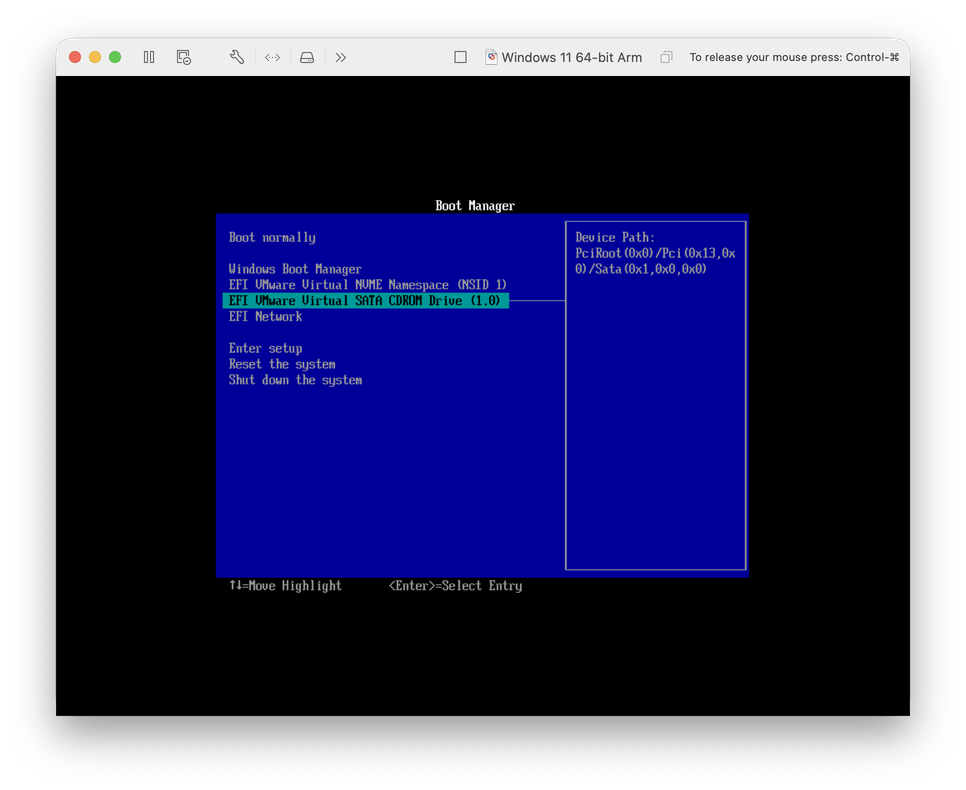 Windows 11 64-bit Arm
To release your mouse press: Control-⌘
Boot Manager
Boot normally
Windows Boot Manager
EFI VMware Virtual NVME Namespace (NSID 1)
EFI VMware Virtual SATA CDROM Drive (1.0)
EFI Network
Enter setup
Reset the system
Shut down the system
Device Path:
PciRoot(0x0)/Pci(0x13,0x
0)/Sata(0x1,0x0,0x0)
↑↓=Move Highlight
<Enter>=Select Entry